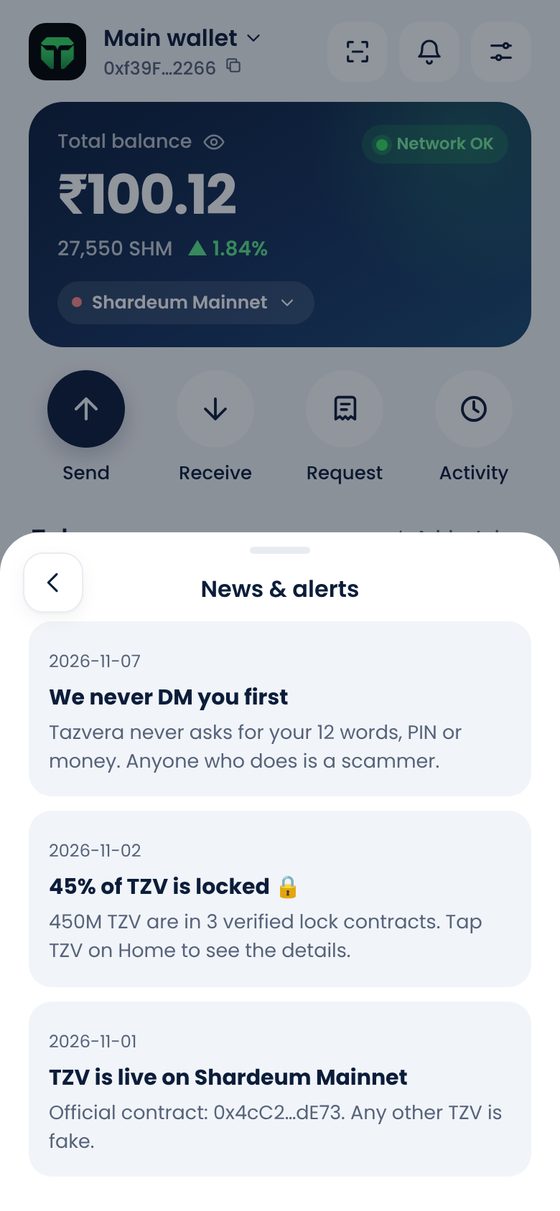 Main wallet
0xf39F...2266
Total balance
Network OK
₹100.12
27,550 SHM ▲ 1.84%
Shardeum Mainnet
Send Receive Request Activity
News & alerts
2026-11-07
We never DM you first
Tazvera never asks for your 12 words, PIN or
money. Anyone who does is a scammer.
2026-11-02
45% of TZV is locked 🔒
450M TZV are in 3 verified lock contracts. Tap
TZV on Home to see the details.
2026-11-01
TZV is live on Shardeum Mainnet
Official contract: 0x4cC2...dE73. Any other TZV is
fake.